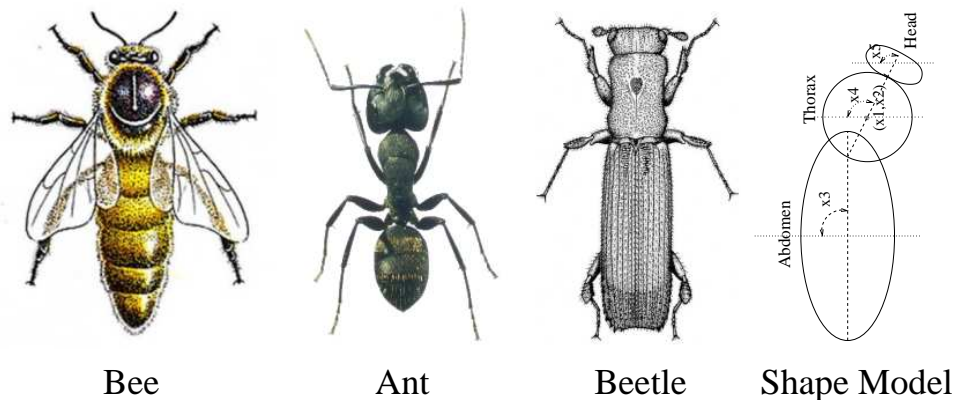 Head
x5
Thorax
x4
(x1,x2)
Abdomen
x3
Bee
Ant
Beetle
Shape Model